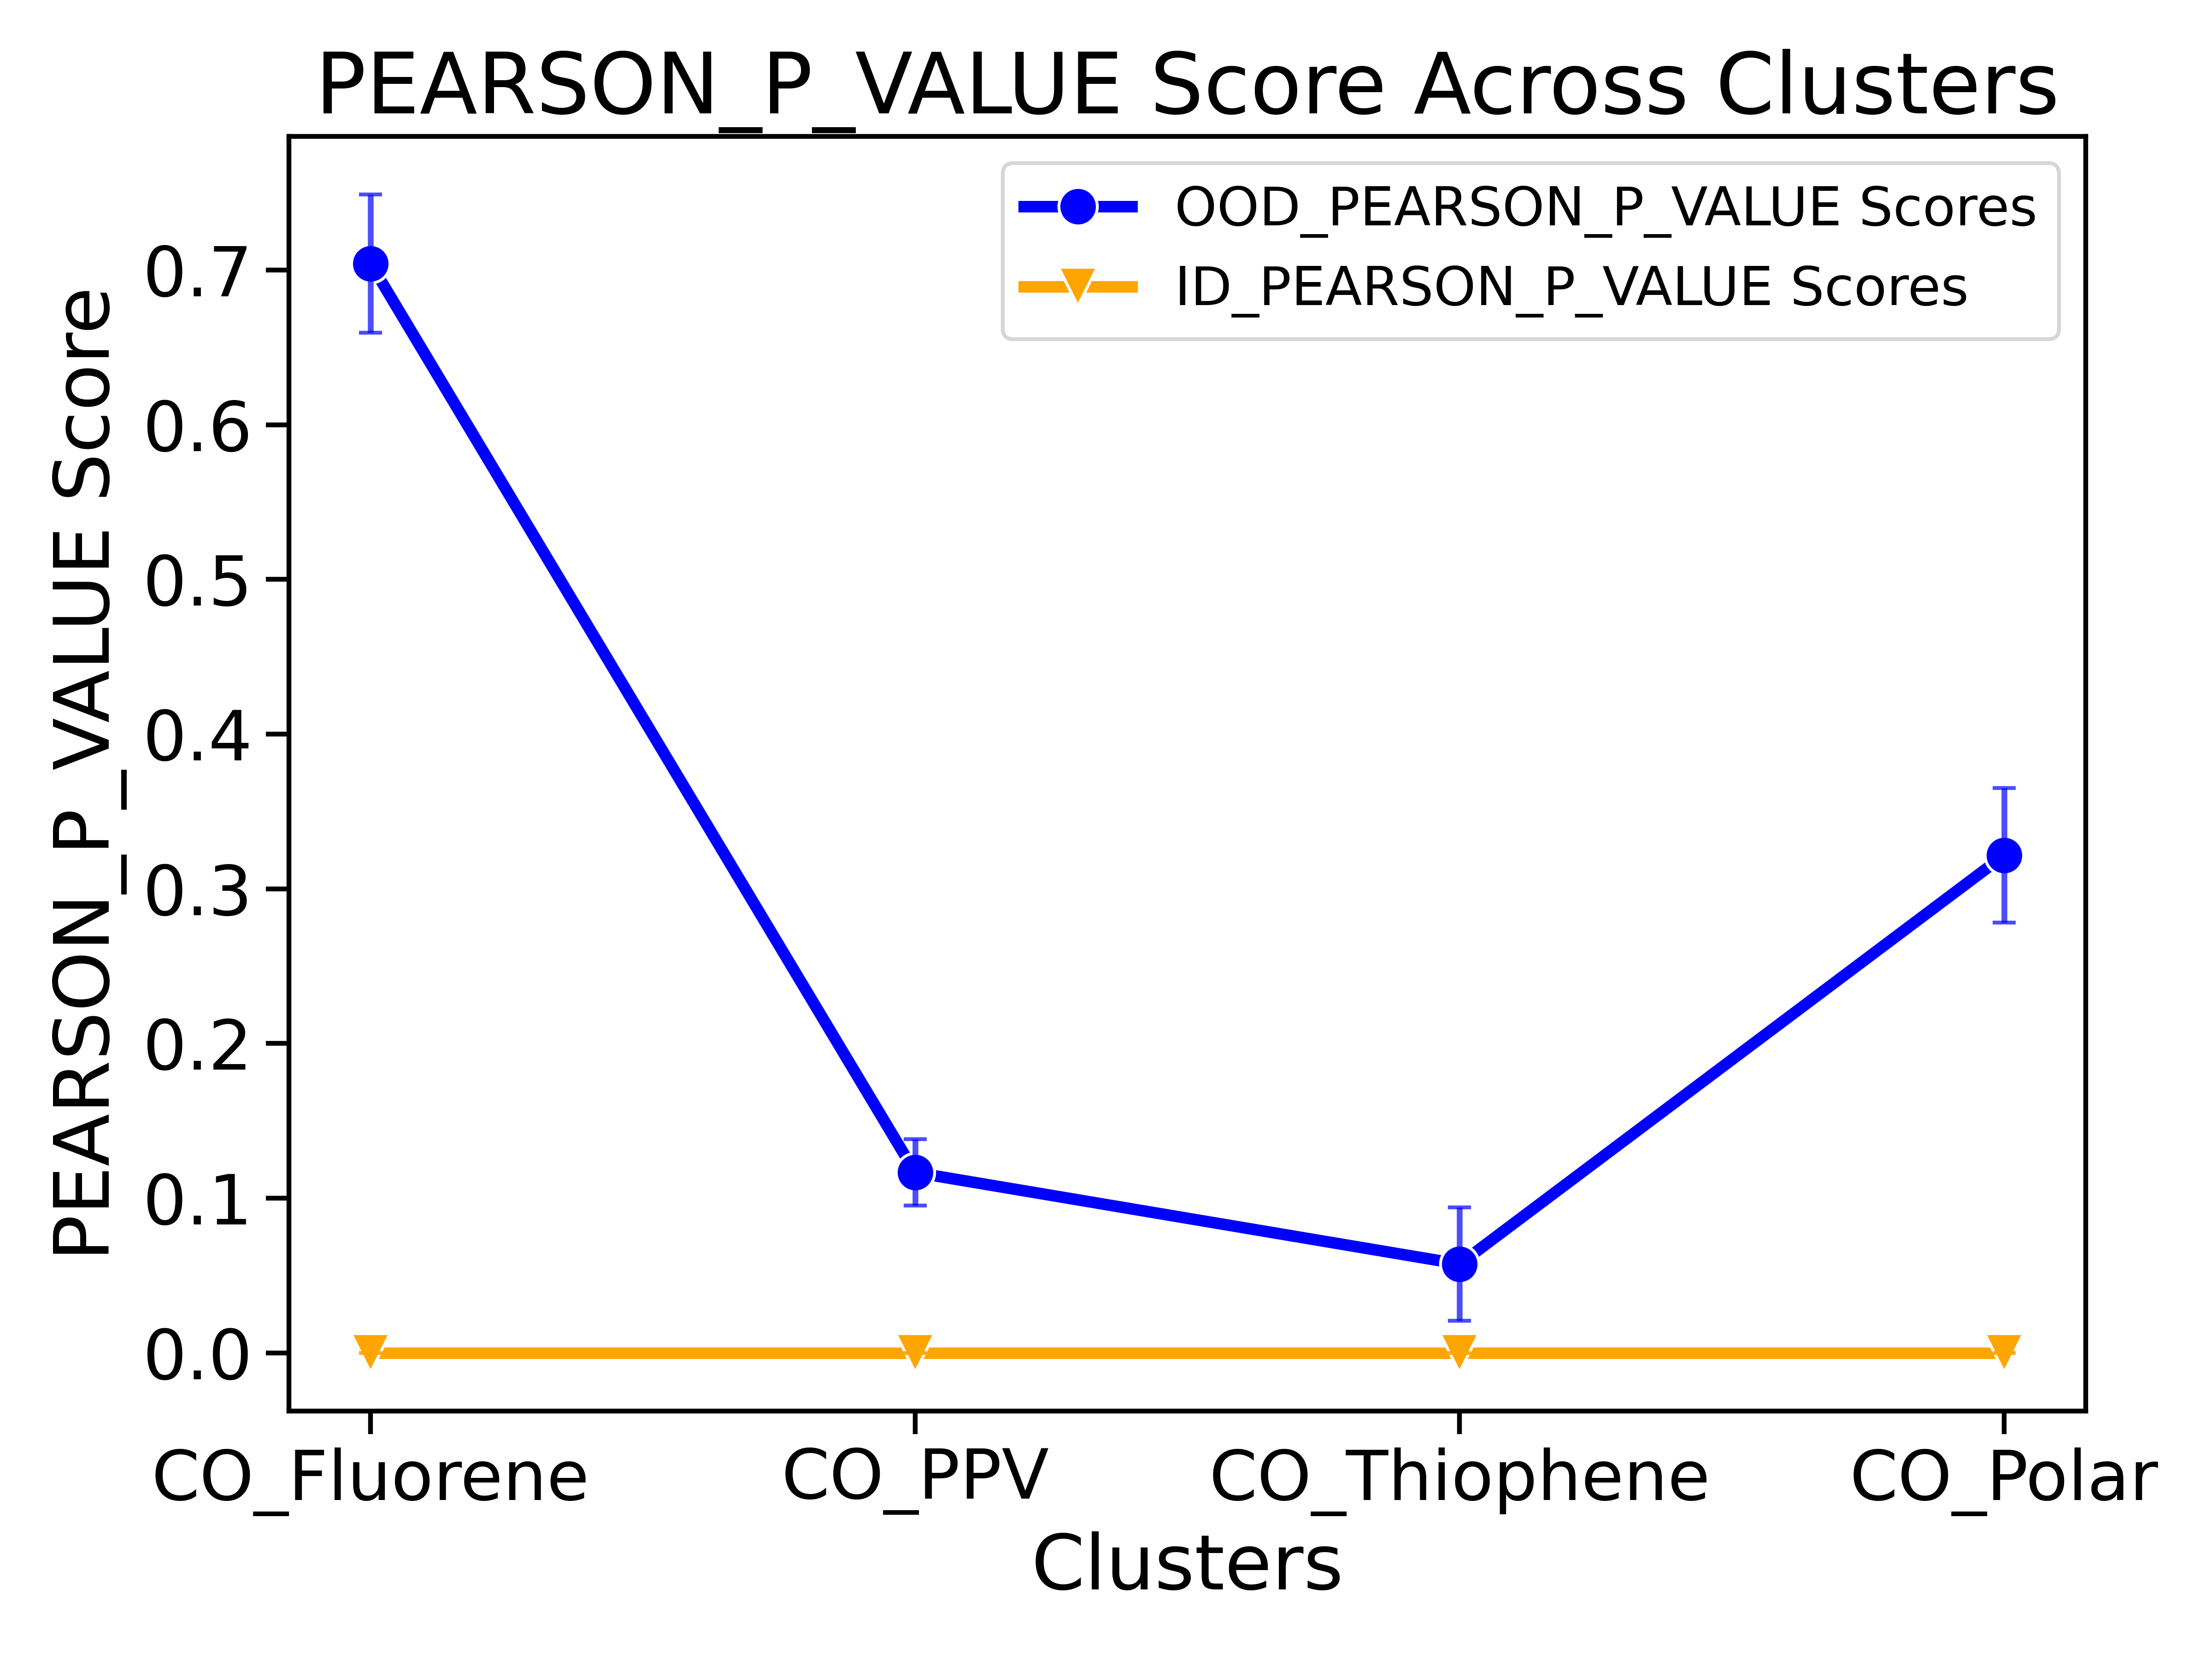 PEARSON_P_VALUE Score Across Clusters
OOD_PEARSON_P_VALUE Scores
ID_PEARSON_P_VALUE Scores
PEARSON_P_VALUE Score
0.7
0.6
0.5
0.4
0.3
0.2
0.1
0.0
CO_Fluorene CO_PPV CO_Thiophene CO_Polar
Clusters